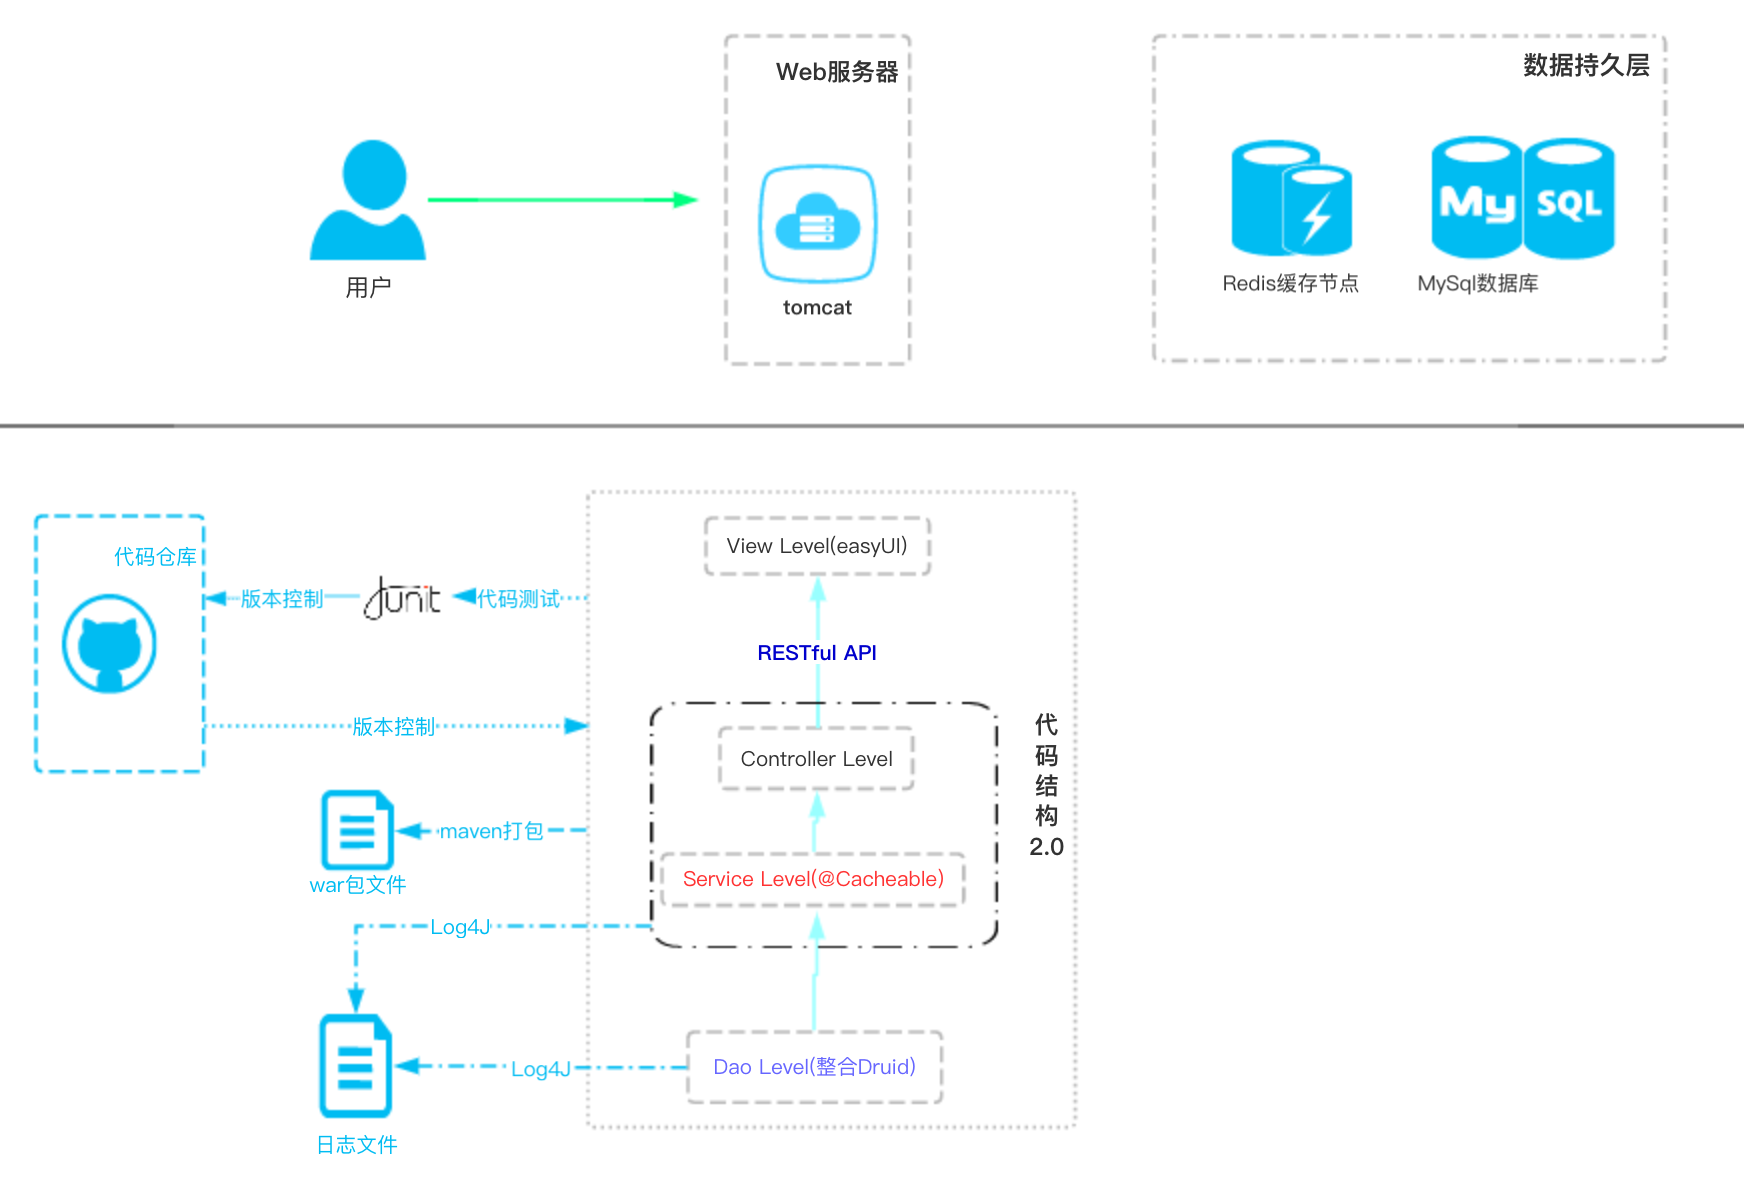 Web服务器
数据持久层
My SQL
用户
tomcat
Redis缓存节点
MySql数据库
代码仓库
View Level(easyUI)
版本控制
Junit
代码测试
RESTful API
版本控制
Controller Level
代码结构2.0
maven打包
war包文件
Service Level(@Cacheable)
Log4J
Log4J
Dao Level(整合Druid)
日志文件